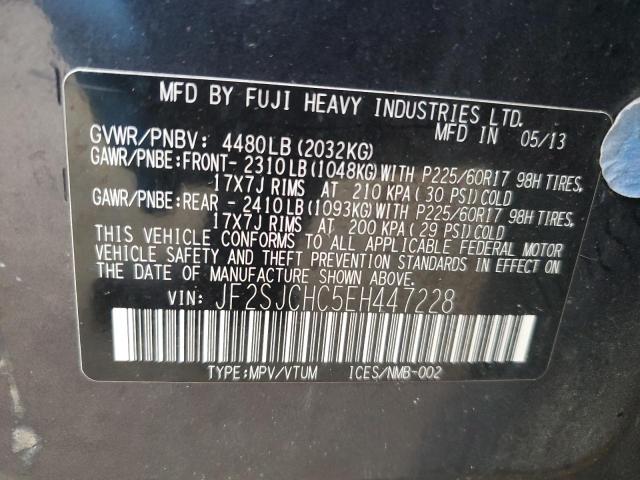 MFD BY FUJI HEAVY INDUSTRIES LTD.
MFD IN 05/13
GVWR/PNBV: 4480LB(2032KG)
GAWR/PNBE:FRONT- 2310LB(1048KG)WITH P225/60R17 98H TIRES,
17X7J RIMS AT 210 KPA(30 PSI)COLD
GAWR/PNBE:REAR - 2410LB(1093KG)WITH P225/60R17 98H TIRES,
17X7J RIMS AT 200 KPA(29 PSI)COLD
THIS VEHICLE CONFORMS TO ALL APPLICABLE FEDERAL MOTOR
VEHICLE SAFETY AND THEFT PREVENTION STANDARDS IN EFFECT ON
THE DATE OF MANUFACTURE SHOWN ABOVE.
VIN: JF2SJCHC5EH447228
TYPE:MPV/VTUM ICES/NMB-002